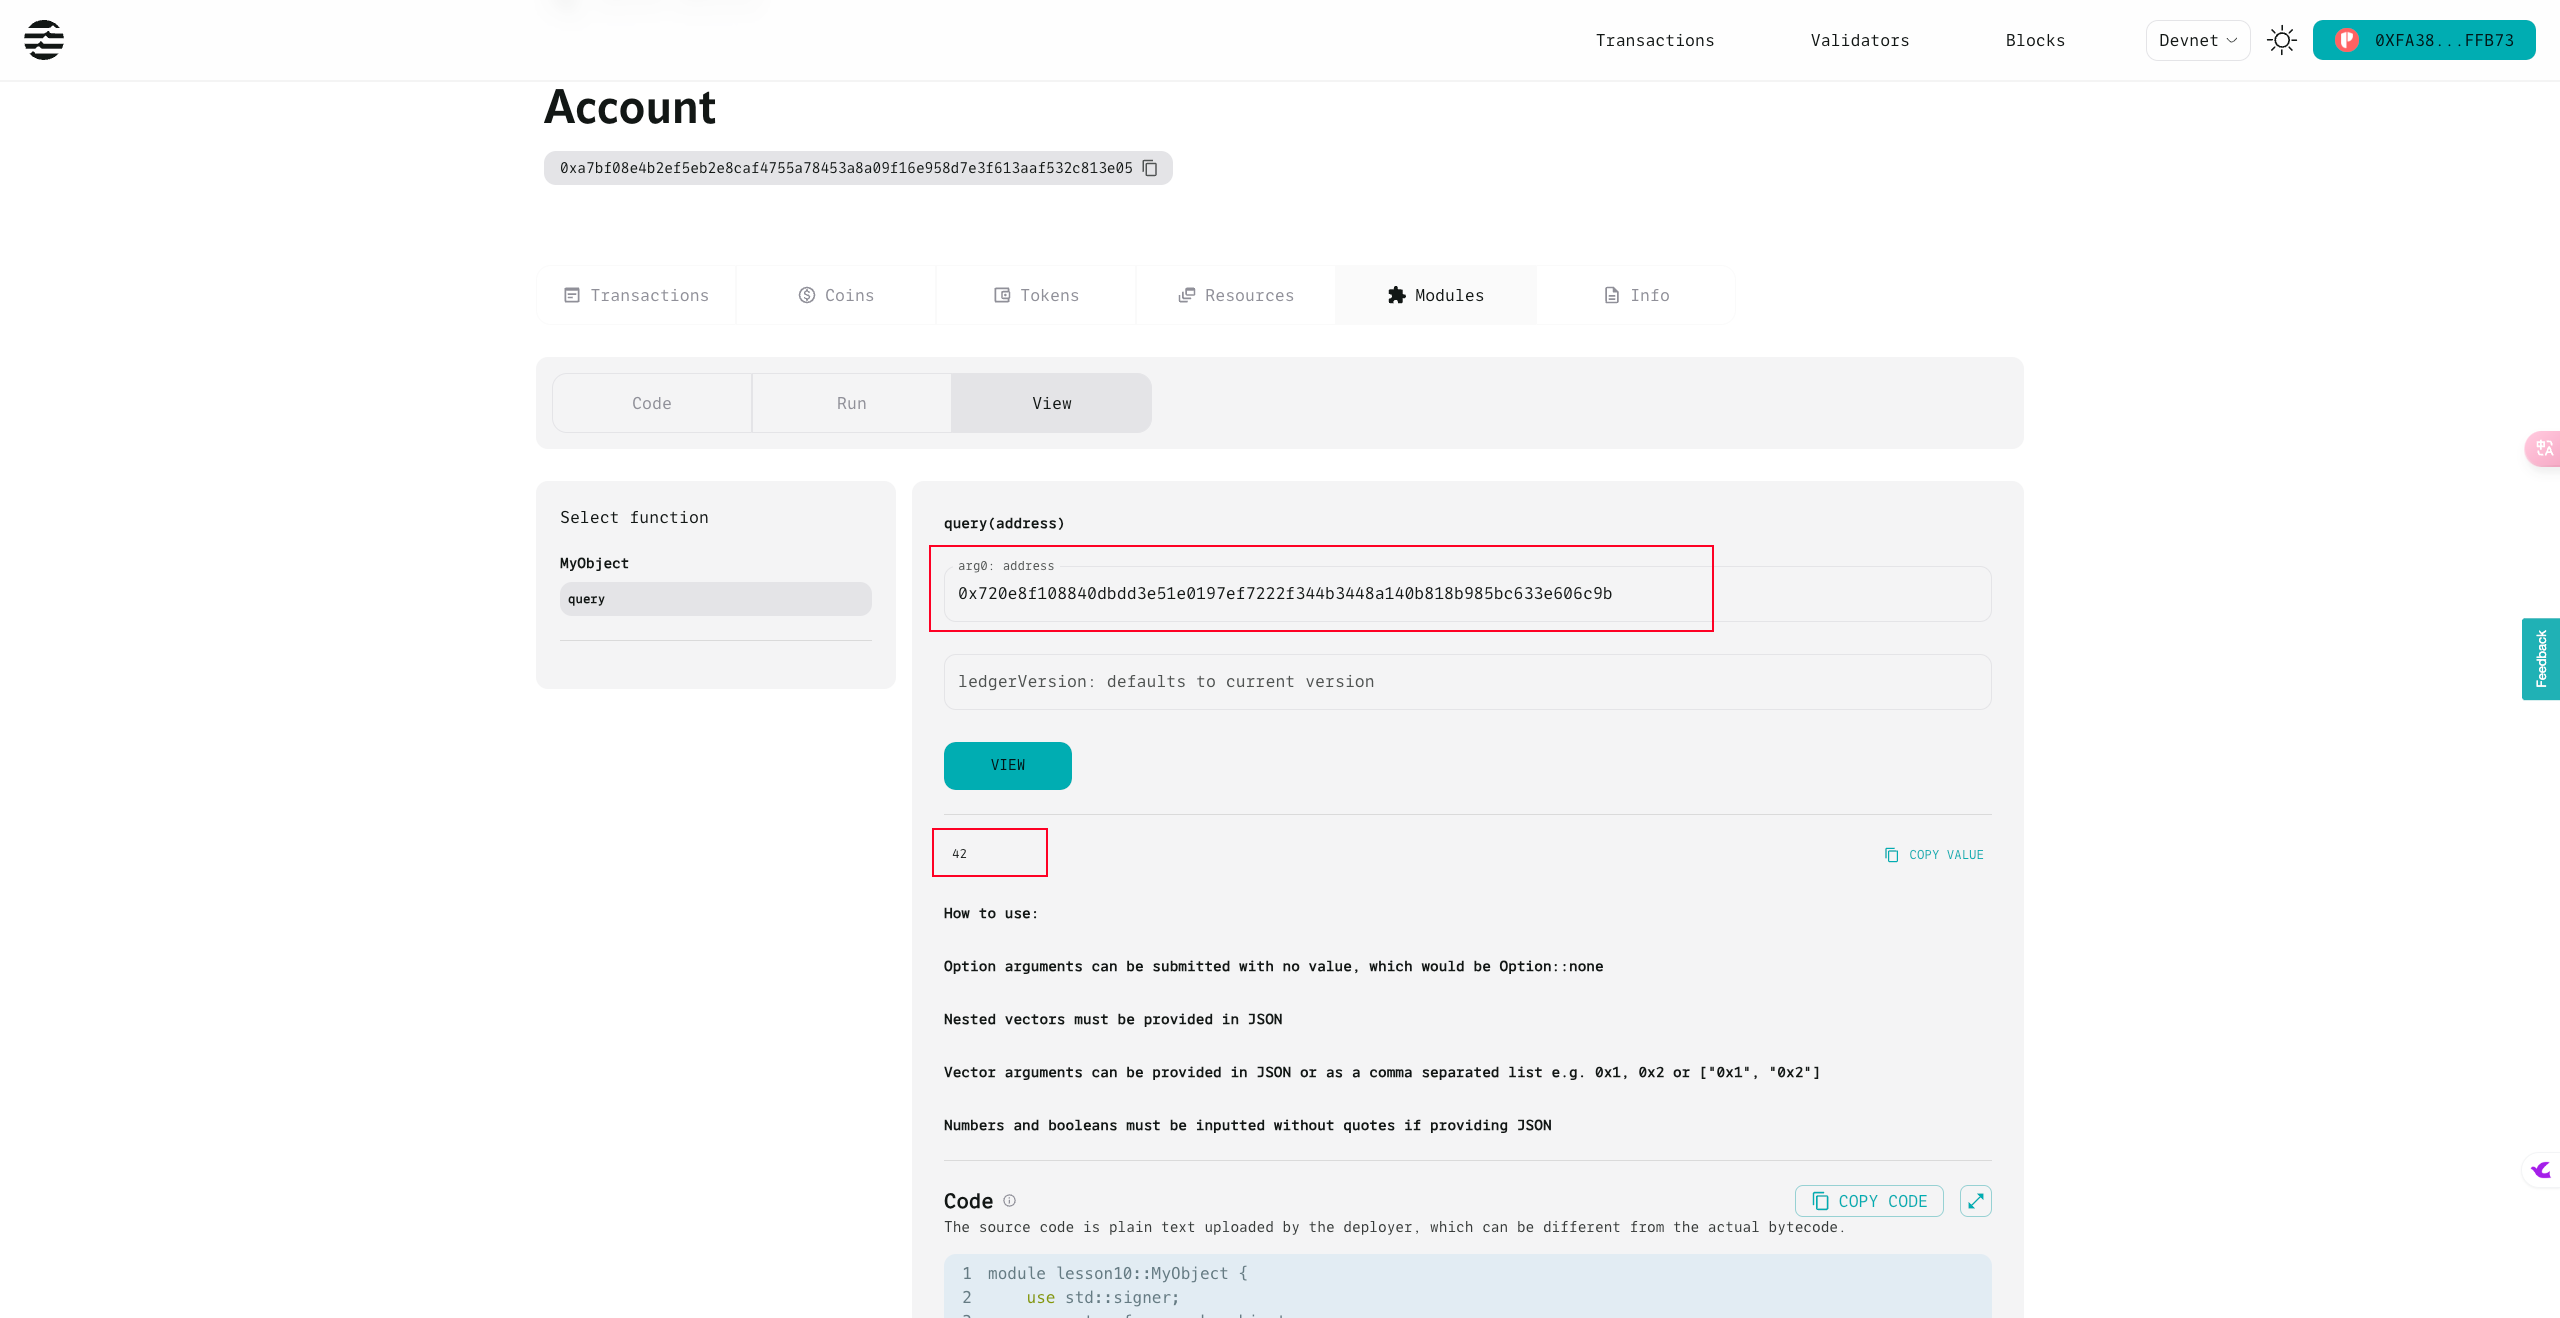 Transactions
Validators
Blocks
Devnet
0XFA38...FFB73
Account
0xa7bf08e4b2ef5eb2e8caf4755a78453a8a09f16e958d7e3f613aaf532c813e05
Transactions
Coins
Tokens
Resources
Modules
Info
Code
Run
View
Select function
MyObject
query
query(address)
arg0: address
0x720e8f108840dbdd3e51e0197ef7222f344b3448a140b818b985bc633e606c9b
ledgerVersion: defaults to current version
VIEW
42
COPY VALUE
How to use:
Option arguments can be submitted with no value, which would be Option::none
Nested vectors must be provided in JSON
Vector arguments can be provided in JSON or as a comma separated list e.g. 0x1, 0x2 or ["0x1", "0x2"]
Numbers and booleans must be inputted without quotes if providing JSON
Code
COPY CODE
The source code is plain text uploaded by the deployer, which can be different from the actual bytecode.
1 module lesson10::MyObject {
2 use std::signer;
Feedback